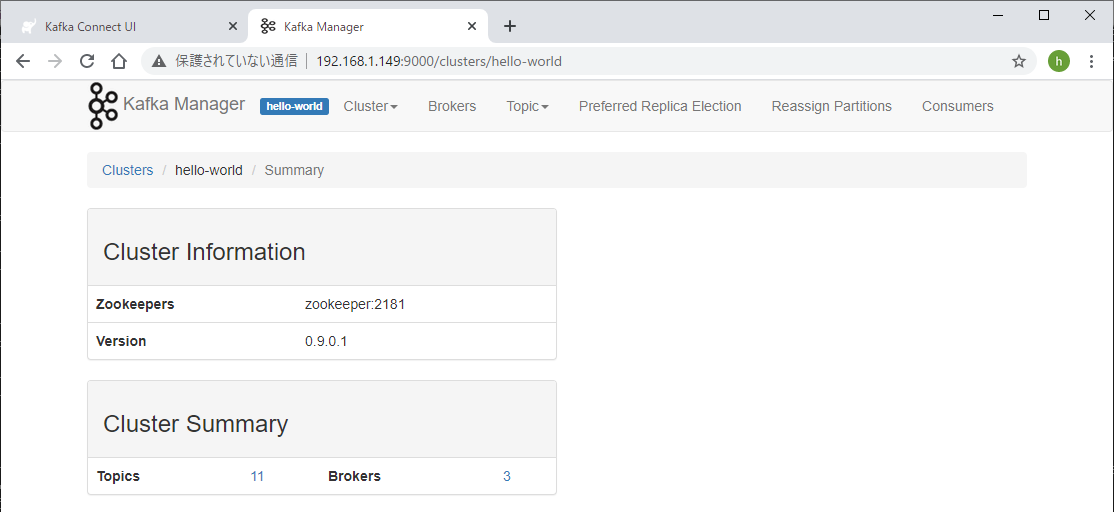 Kafka Connect UI
Kafka Manager
保護されていない通信 | 192.168.1.149:9000/clusters/hello-world
h
Kafka Manager hello-world Cluster Brokers Topic Preferred Replica Election Reassign Partitions Consumers
Clusters / hello-world / Summary
Cluster Information
Zookeepers zookeeper:2181
Version 0.9.0.1
Cluster Summary
Topics 11 Brokers 3